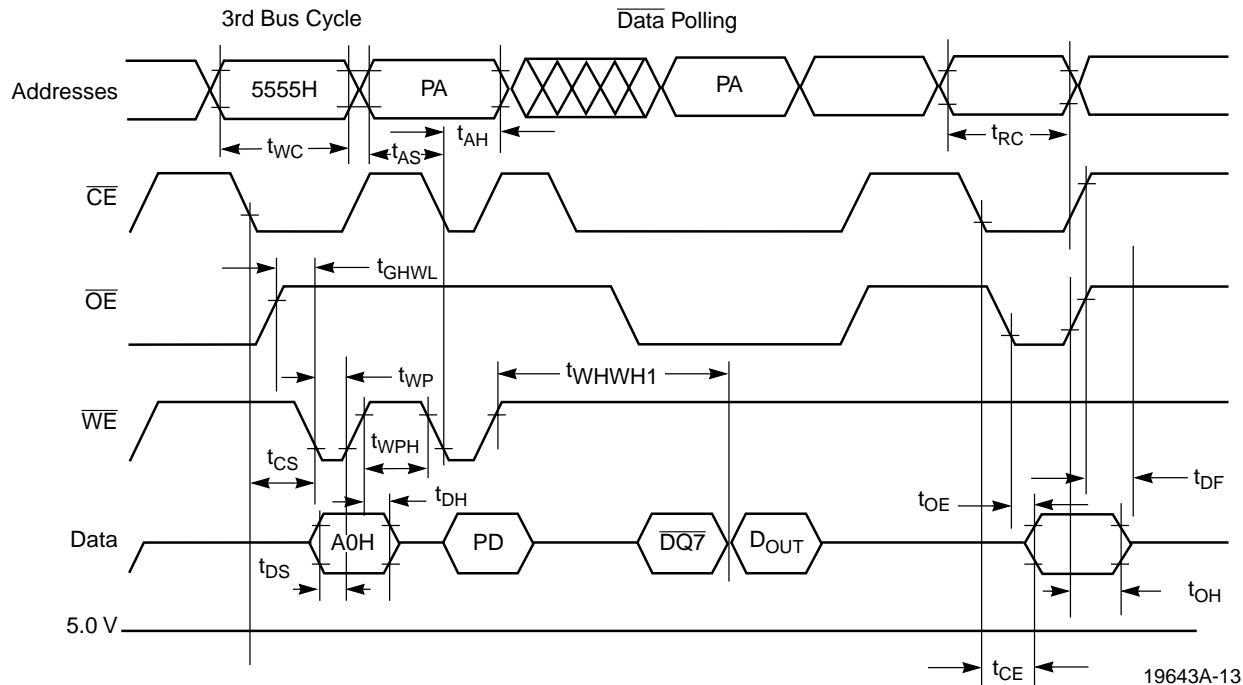 3rd Bus Cycle
Data Polling
Addresses
5555H
PA
PA
tWC
tAS
tAH
tRC
CE
tGHWL
OE
tWP
tWHWH1
WE
tCS
tWPH
tDH
tOE
tDF
Data
A0H
PD
DQ7
DOUT
tDS
tOH
5.0 V
tCE
19643A-13